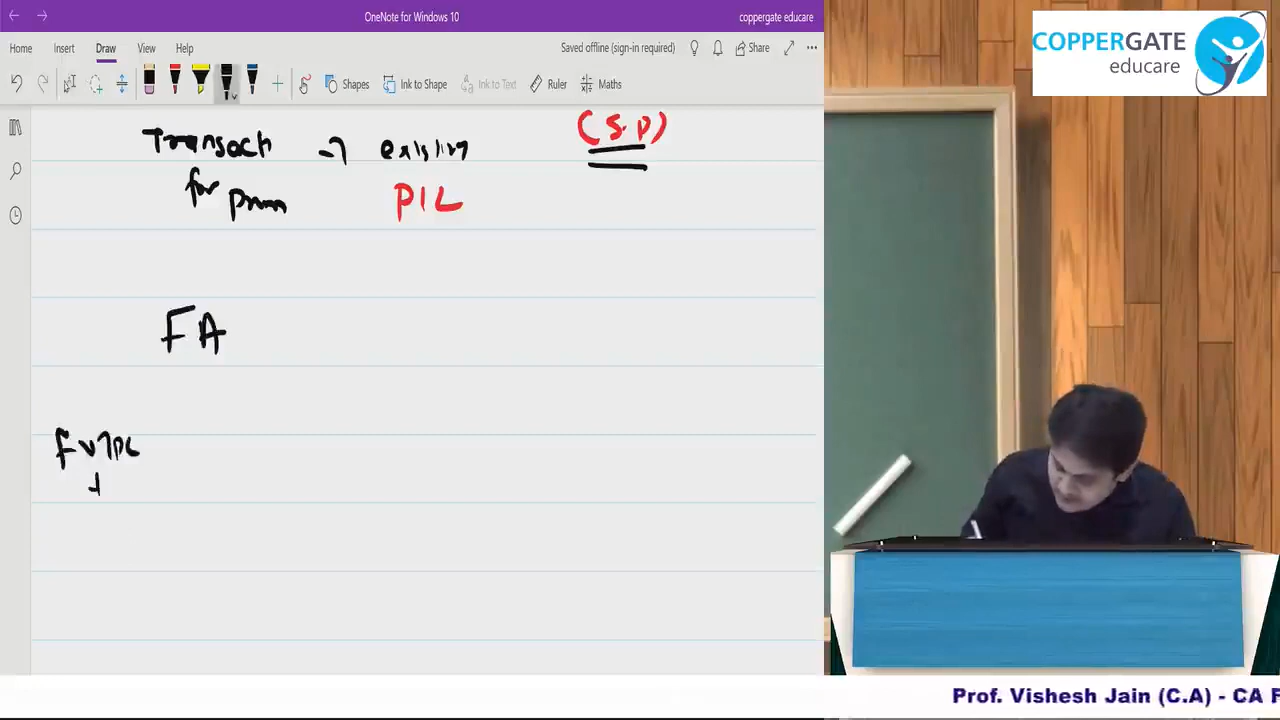 OneNote for Windows 10
coppergate educare
Home Insert Draw View Help
Saved offline (sign-in required)
Share
Shapes
Ink to Shape
Ink to Text
Ruler
Maths
COPPERGATE
educare
for
existing
(S.P)
P/L
FA
FVTPL
Prof. Vishesh Jain (C.A) - CA F